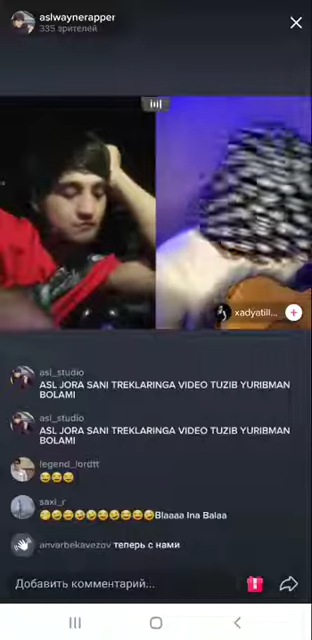 aslwaynerapper
335 зрителей
xadyatill...
asl_studio
ASL JORA SANI TREKLARINGA VIDEO TUZIB YURIBMAN
BOLAMI
asl_studio
ASL JORA SANI TREKLARINGA VIDEO TUZIB YURIBMAN
BOLAMI
legend_lordtt
😂😂😂
saxi_r
🤣🤣🤣🤣🤣🤣🤣🤣🤣🤣Blaaaa Ina Balaa
anvarbekavezov теперь с нами
Добавить комментарий...